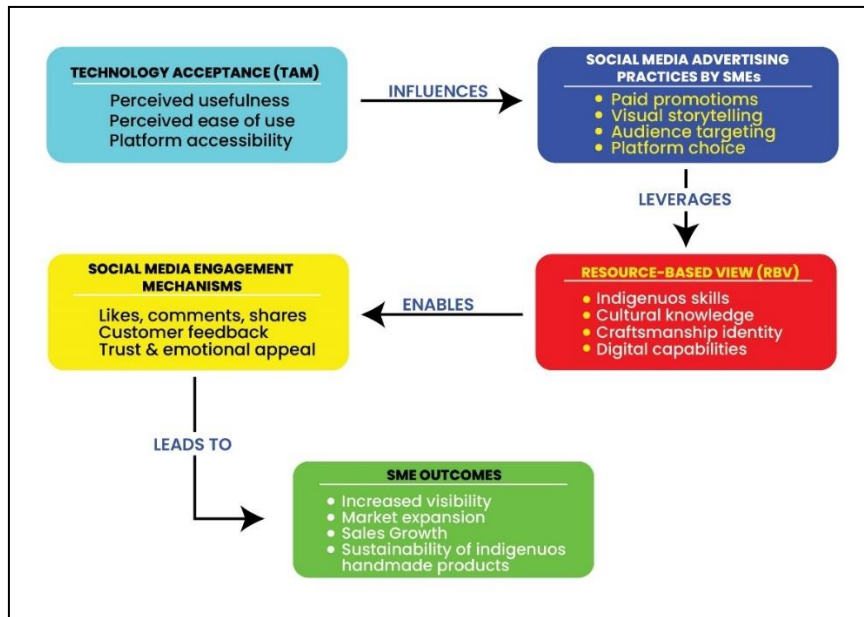 TECHNOLOGY ACCEPTANCE (TAM)
Perceived usefulness
Perceived ease of use
Platform accessibility
INFLUENCES
SOCIAL MEDIA ADVERTISING
PRACTICES BY SMEs
Paid promotioms
Visual storytelling
Audience targeting
Platform choice
LEVERAGES
RESOURCE-BASED VIEW (RBV)
Indigenuos skills
Cultural knowledge
Craftsmanship identity
Digital capabilities
ENABLES
SOCIAL MEDIA ENGAGEMENT
MECHANISMS
Likes, comments, shares
Customer feedback
Trust & emotional appeal
LEADS TO
SME OUTCOMES
Increased visibility
Market expansion
Sales Growth
Sustainability of indigenuos
handmade products